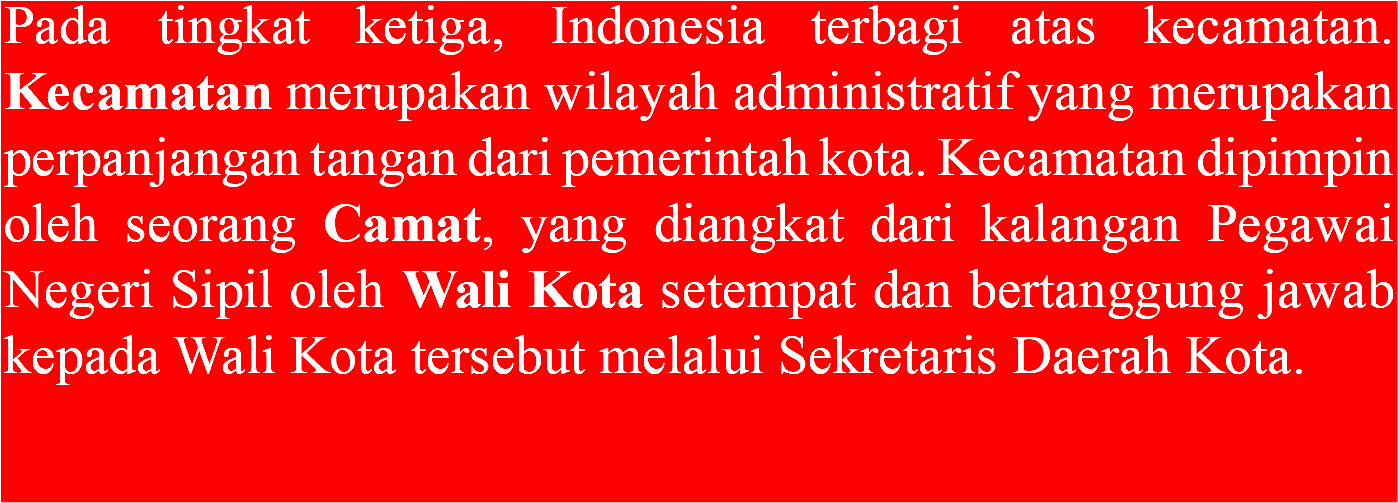 Pada tingkat ketiga, Indonesia terbagi atas kecamatan.
Kecamatan merupakan wilayah administratif yang merupakan
perpanjangan tangan dari pemerintah kota. Kecamatan dipimpin
oleh seorang Camat, yang diangkat dari kalangan Pegawai
Negeri Sipil oleh Wali Kota setempat dan bertanggung jawab
kepada Wali Kota tersebut melalui Sekretaris Daerah Kota.